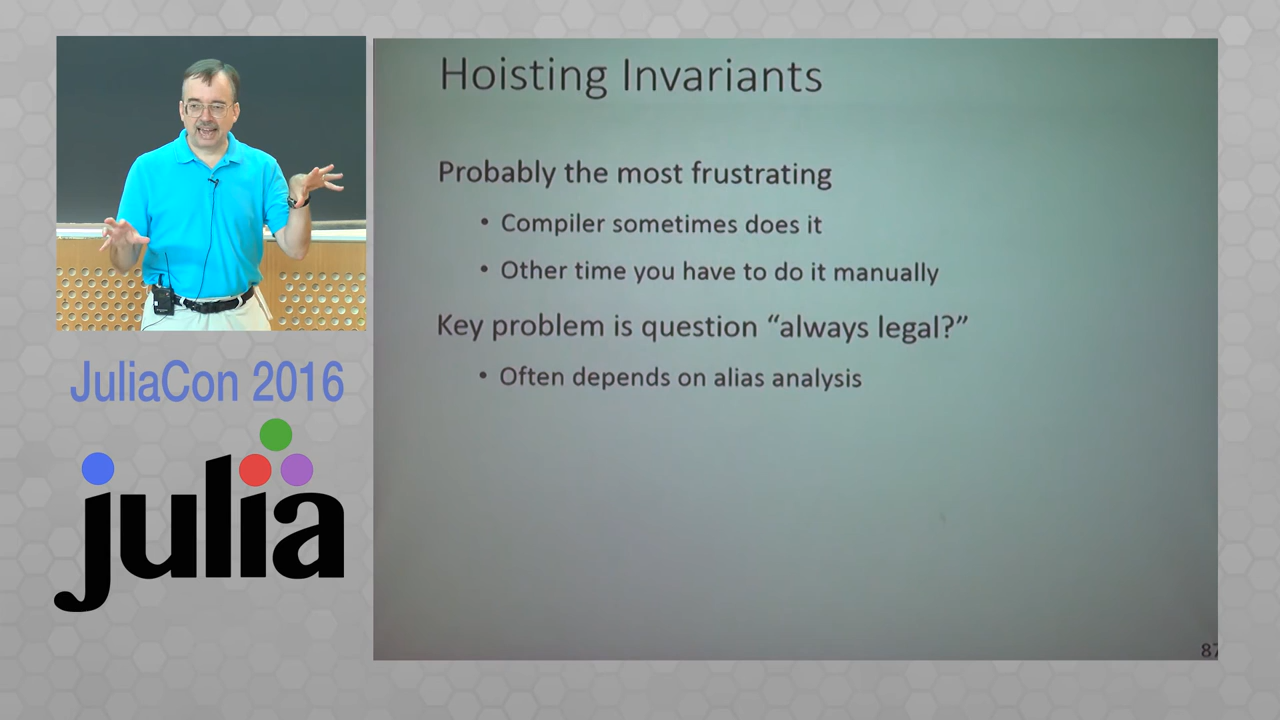 Hoisting Invariants
Probably the most frustrating
• Compiler sometimes does it
• Other time you have to do it manually
Key problem is question “always legal?”
• Often depends on alias analysis
87
JuliaCon 2016
julia